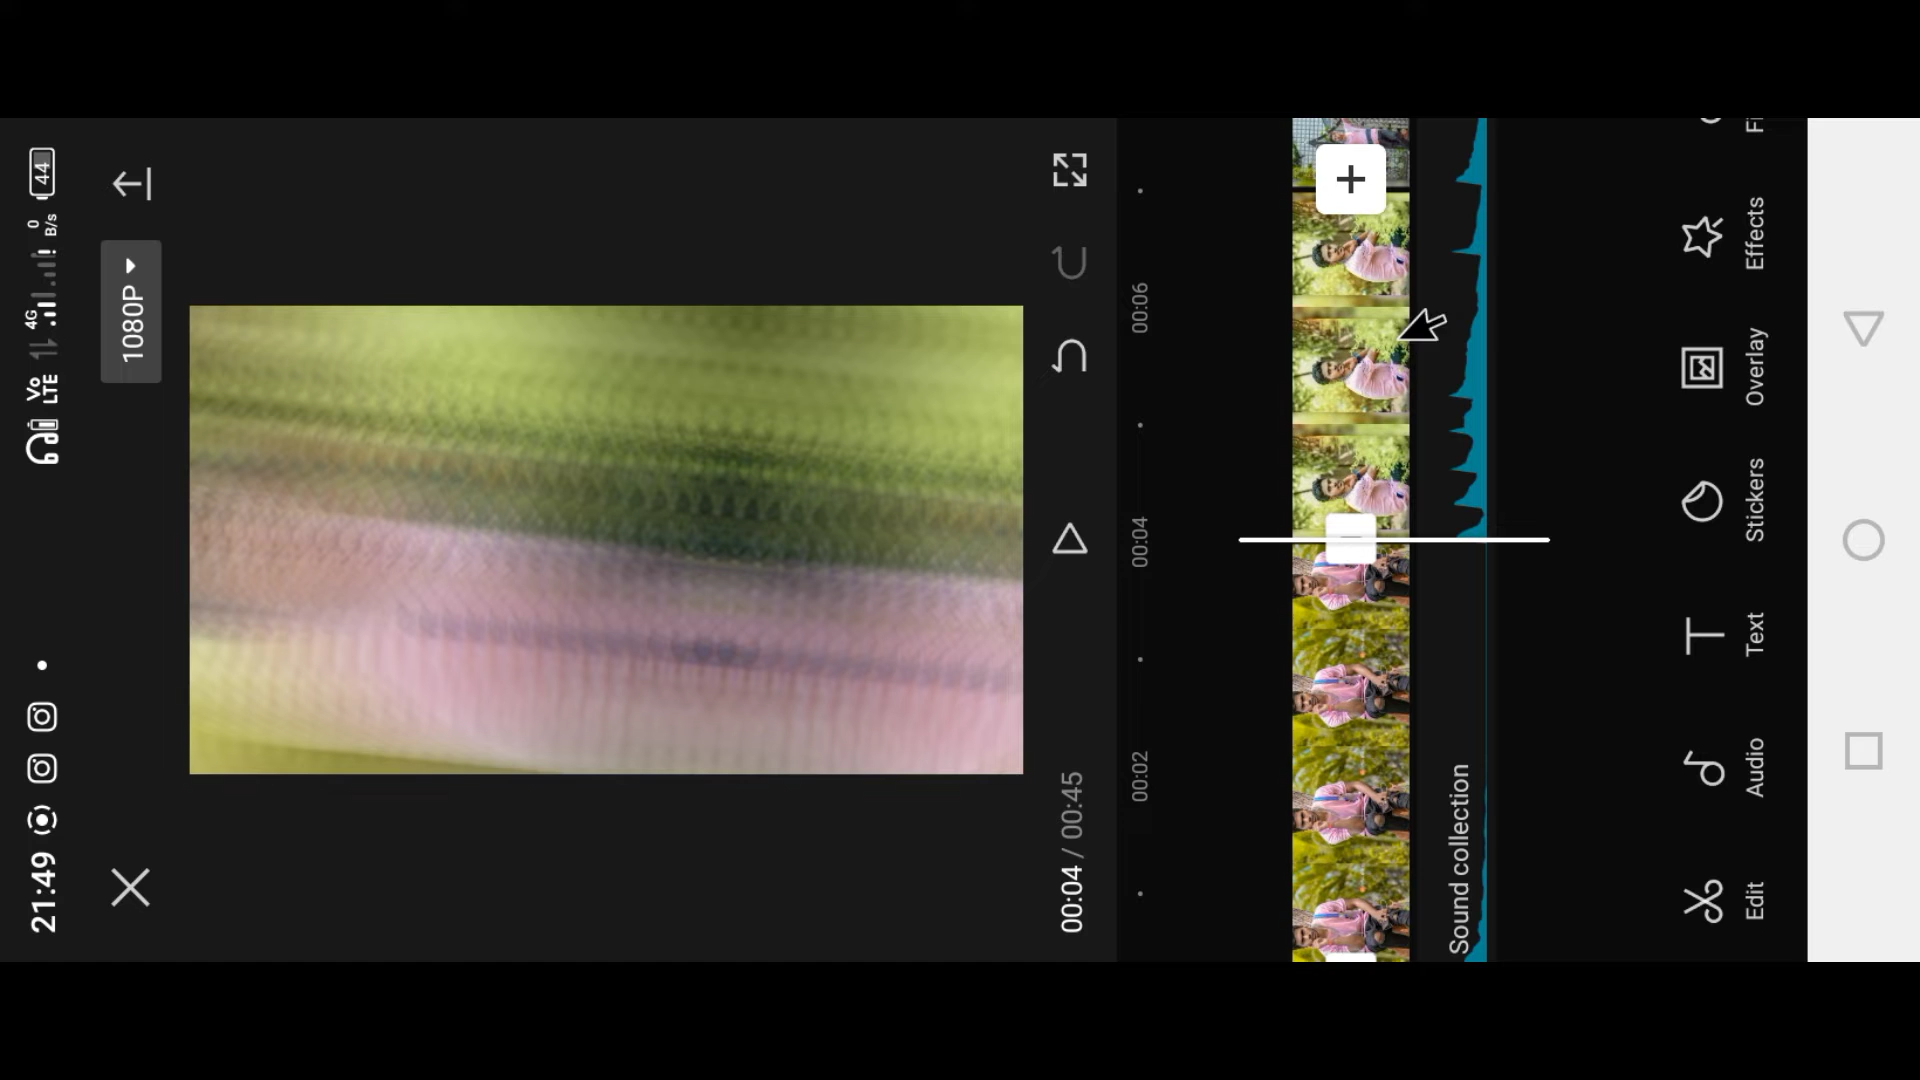 21:49
Vo LTE
4G
0 B/s
44
1080P
00:04 / 00:45
00:02
00:04
00:06
Sound collection
Edit
Audio
Text
Stickers
Overlay
Effects